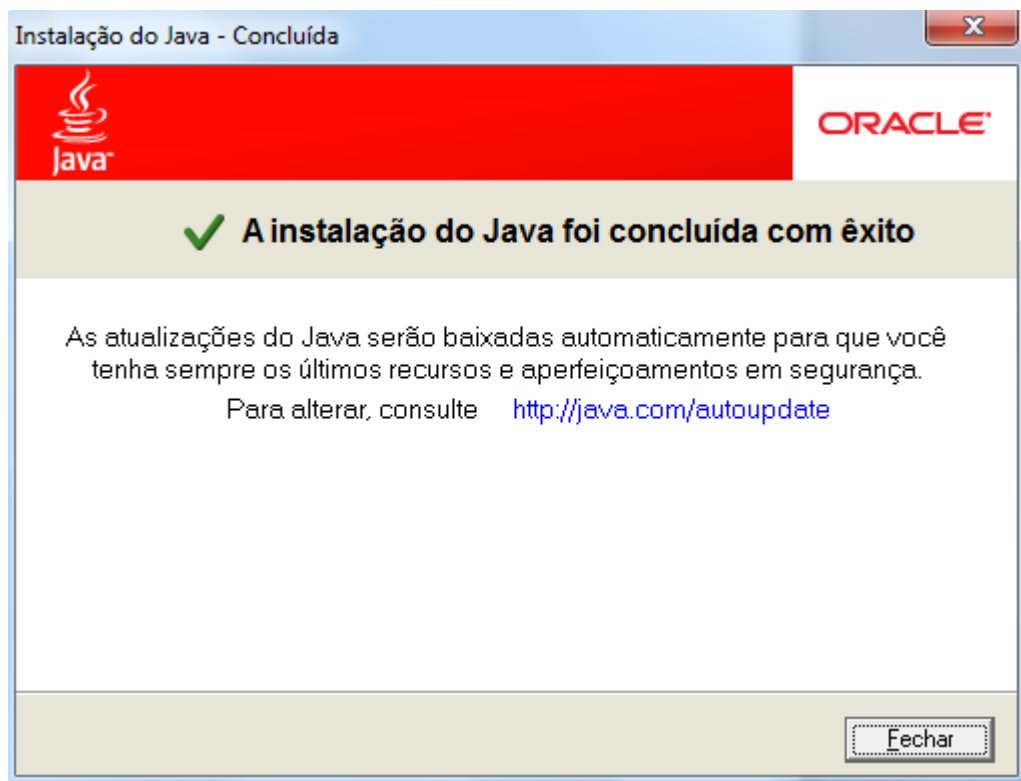 Instalação do Java - Concluída
Java
ORACLE
A instalação do Java foi concluída com êxito
As atualizações do Java serão baixadas automaticamente para que você
tenha sempre os últimos recursos e aperfeiçoamentos em segurança.
Para alterar, consulte http://java.com/autoupdate
Fechar